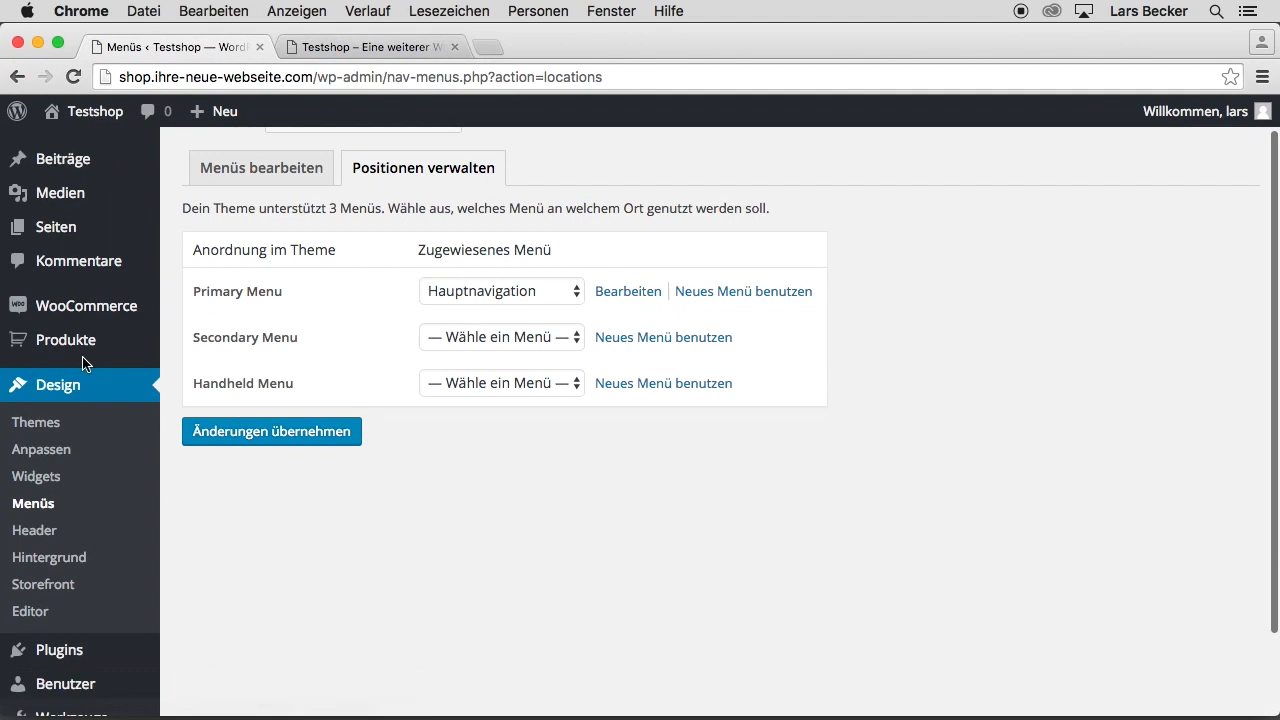 Chrome Datei Bearbeiten Anzeigen Verlauf Lesezeichen Personen Fenster Hilfe Lars Becker
Menüs ‹ Testshop — Word Testshop – Eine weiterer W
shop.ihre-neue-webseite.com/wp-admin/nav-menus.php?action=locations
Testshop 0 Neu Willkommen, lars
Beiträge
Medien
Seiten
Kommentare
WooCommerce
Produkte
Design
Themes
Anpassen
Widgets
Menüs
Header
Hintergrund
Storefront
Editor
Plugins
Benutzer
Menüs bearbeiten Positionen verwalten
Dein Theme unterstützt 3 Menüs. Wähle aus, welches Menü an welchem Ort genutzt werden soll.
Anordnung im Theme Zugewiesenes Menü
Primary Menu Hauptnavigation Bearbeiten Neues Menü benutzen
Secondary Menu — Wähle ein Menü — Neues Menü benutzen
Handheld Menu — Wähle ein Menü — Neues Menü benutzen
Änderungen übernehmen